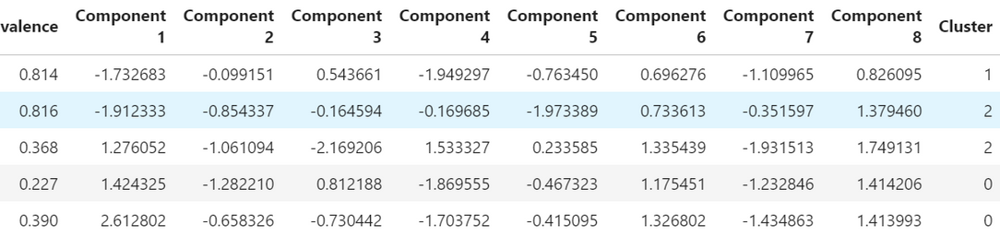 valence Component 1 Component 2 Component 3 Component 4 Component 5 Component 6 Component 7 Component 8 Cluster
0.814 -1.732683 -0.099151 0.543661 -1.949297 -0.763450 0.696276 -1.109965 0.826095 1
0.816 -1.912333 -0.854337 -0.164594 -0.169685 -1.973389 0.733613 -0.351597 1.379460 2
0.368 1.276052 -1.061094 -2.169206 1.533327 0.233585 1.335439 -1.931513 1.749131 2
0.227 1.424325 -1.282210 0.812188 -1.869555 -0.467323 1.175451 -1.232846 1.414206 0
0.390 2.612802 -0.658326 -0.730442 -1.703752 -0.415095 1.326802 -1.434863 1.413993 0